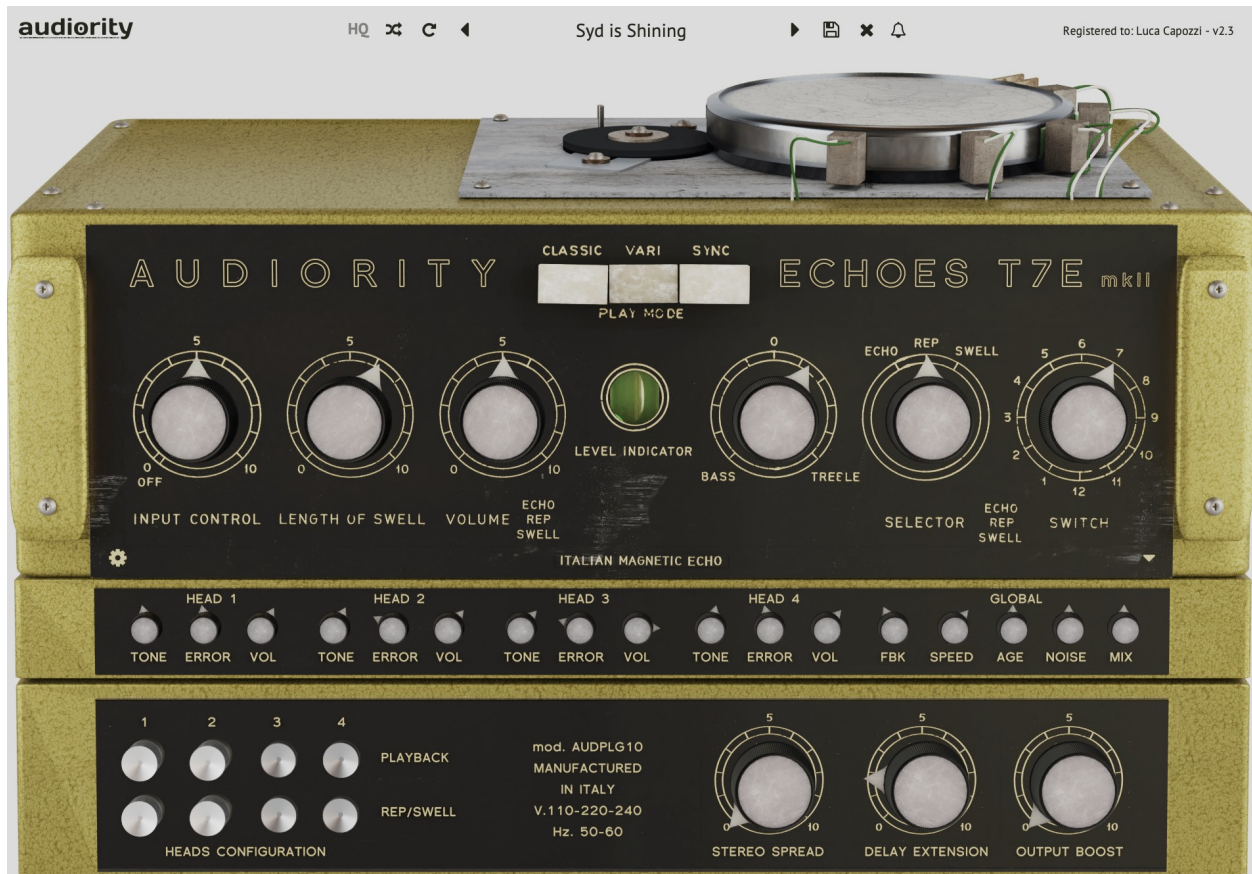 audiority
HQ
Syd is Shining
Registered to: Luca Capozzi - v2.3
CLASSIC VARI SYNC
AUDIORITY
ECHOES T7E mkII
PLAY MODE
5 5 5 0
ECHO REP SWELL
1 2 3 4 5 6 7 8 9 10 11 12
LEVEL INDICATOR
0 10 0 10 0 10
OFF
BASS TREBLE
INPUT CONTROL
LENGTH OF SWELL
VOLUME
ECHO
REP
SWELL
SELECTOR
ECHO
REP
SWELL
SWITCH
ITALIAN MAGNETIC ECHO
HEAD 1 HEAD 2 HEAD 3 HEAD 4 GLOBAL
TONE ERROR VOL TONE ERROR VOL TONE ERROR VOL TONE ERROR VOL FBK SPEED AGE NOISE MIX
1 2 3 4
PLAYBACK
REP/SWELL
HEADS CONFIGURATION
mod. AUDPLG10
MANUFACTURED
IN ITALY
V.110-220-240
Hz. 50-60
5 5 5
0 10 0 10 0 10
STEREO SPREAD DELAY EXTENSION OUTPUT BOOST